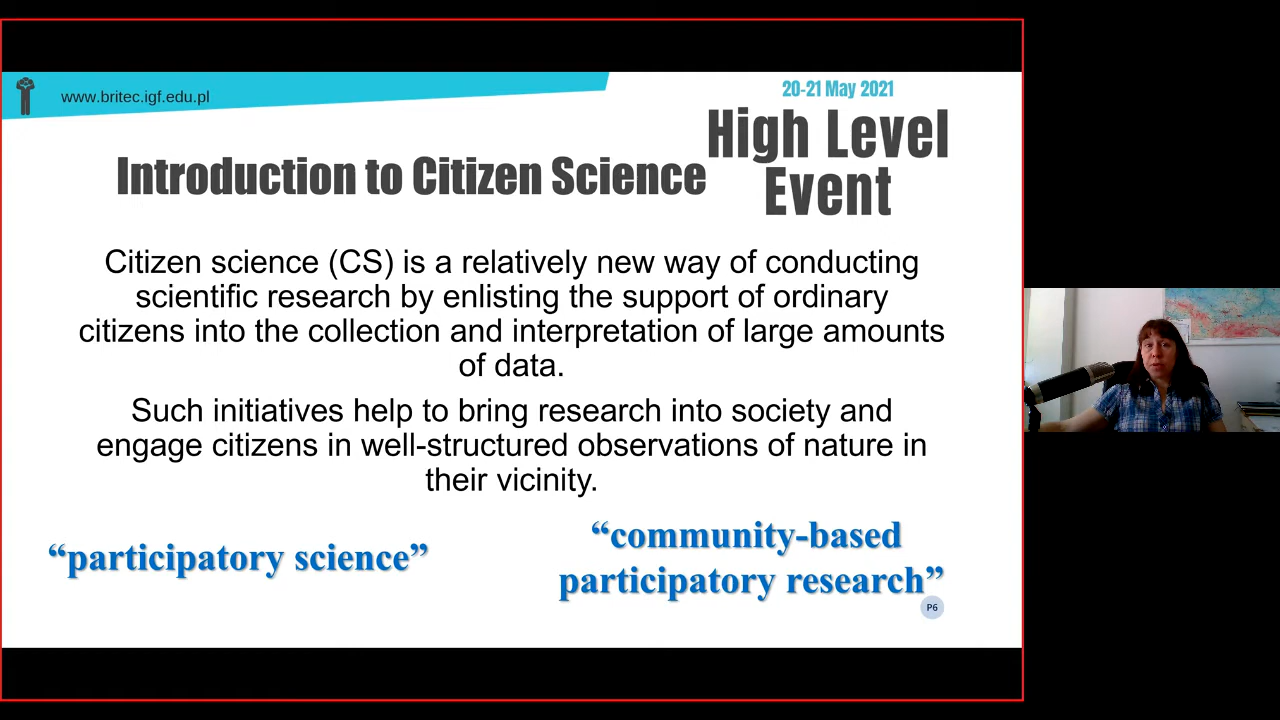 www.britec.igf.edu.pl
20-21 May 2021
High Level
Event
Introduction to Citizen Science
Citizen science (CS) is a relatively new way of conducting
scientific research by enlisting the support of ordinary
citizens into the collection and interpretation of large amounts
of data.
Such initiatives help to bring research into society and
engage citizens in well-structured observations of nature in
their vicinity.
“participatory science”
“community-based
participatory research”
P6